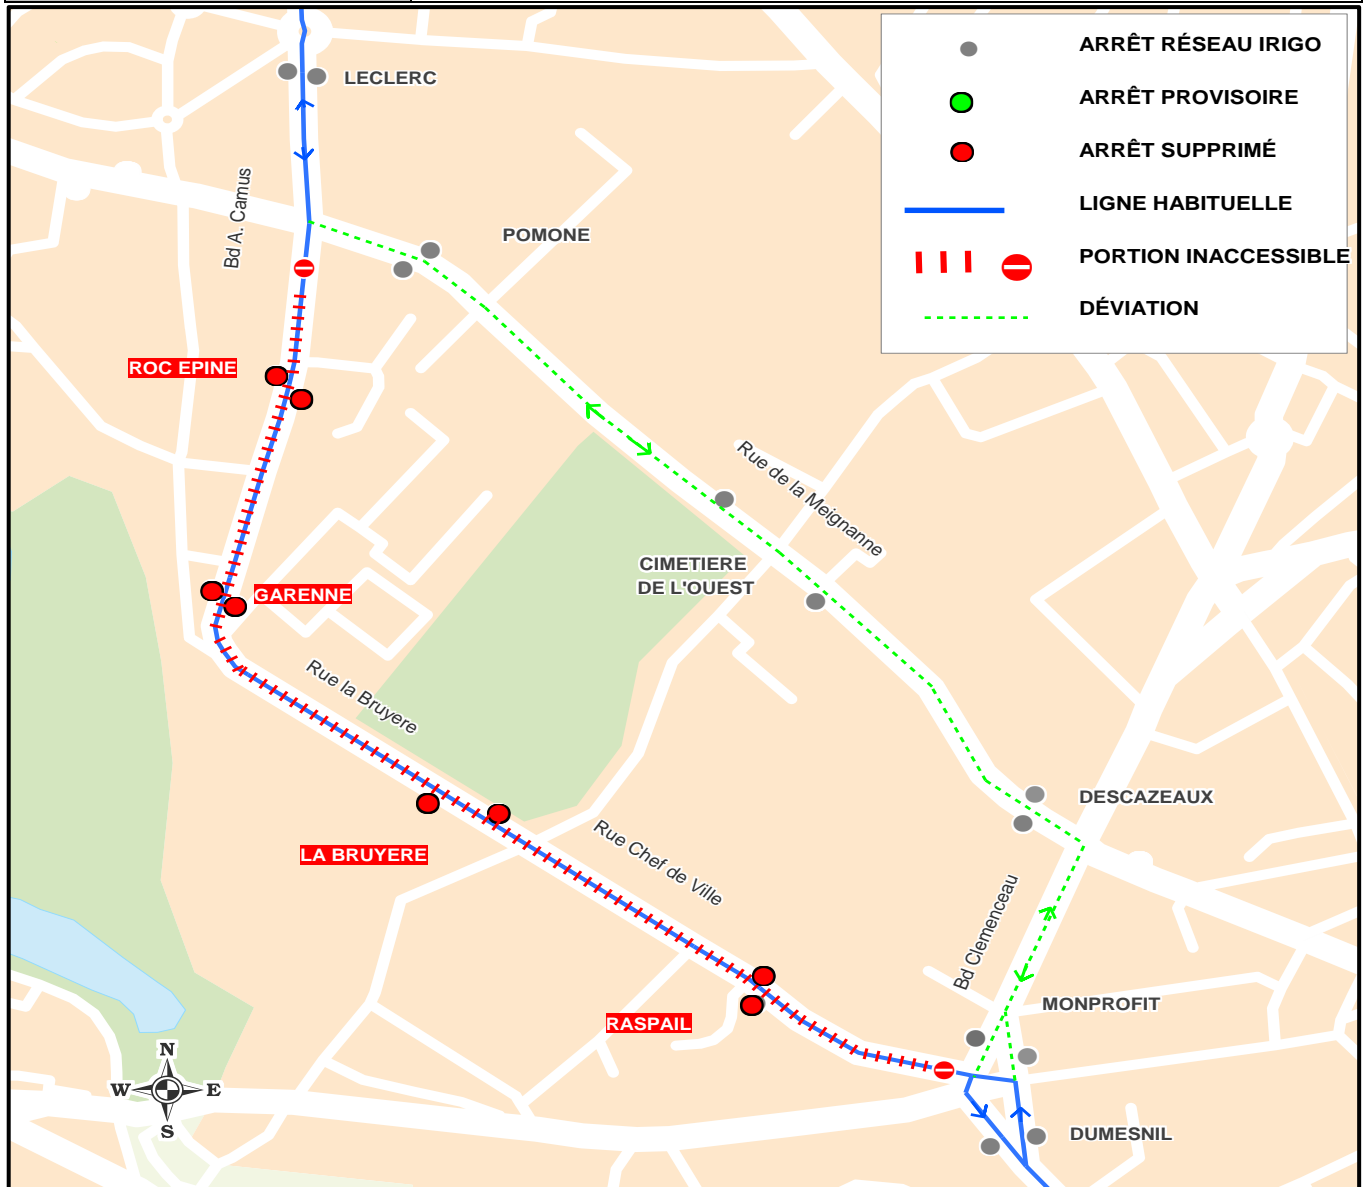 ARRÊT RÉSEAU IRIGO
ARRÊT PROVISOIRE
ARRÊT SUPPRIMÉ
LIGNE HABITUELLE
PORTION INACCESSIBLE
DÉVIATION
LECLERC
Bd A. Camus
POMONE
ROC EPINE
Rue de la Meignanne
CIMETIERE
DE L'OUEST
GARENNE
Rue la Bruyere
DESCAZEAUX
LA BRUYERE
Rue Chef de Ville
Bd Clemenceau
MONPROFIT
RASPAIL
DUMESNIL
N
W
E
S